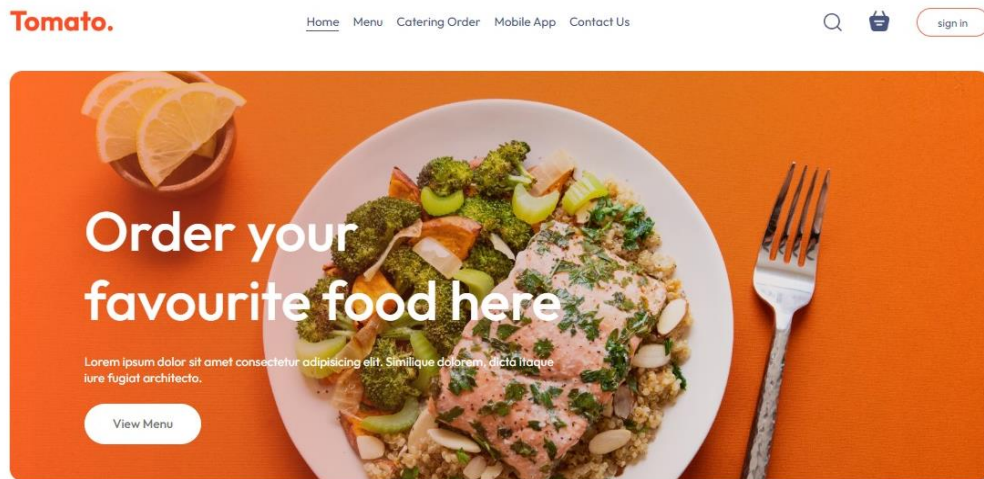 Tomato.
Home Menu Catering Order Mobile App Contact Us
sign in
Order your
favourite food here
Lorem ipsum dolor sit amet consectetur adipisicing elit. Similique dolorem, dicta itaque
iure fugiat architecto.
View Menu